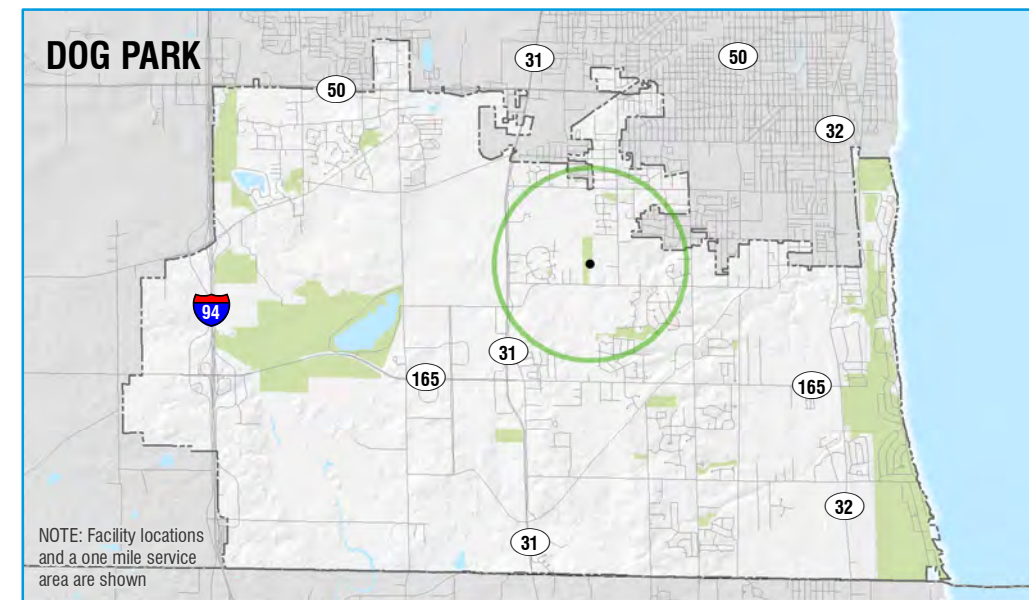 DOG PARK
31
50
50
32
94
31
165
165
32
31
NOTE: Facility locations
and a one mile service
area are shown